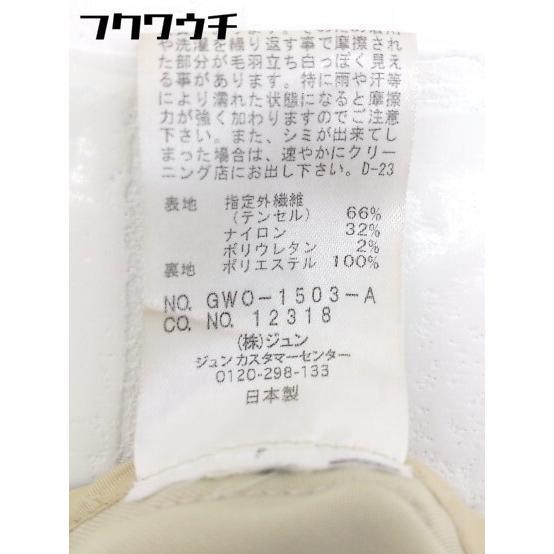 フクワウチ
や洗濯を繰り返す事で摩擦され
た部分が毛羽立ち白っぽく見え
る事があります。特に雨や汗等
により濡れた状態になると摩擦
力が強く加わりますのでご注意
下さい。また、シミが出来てし
まった場合は、速やかにクリー
ニング店にお出し下さい。D-23
表地 指定外繊維
(テンセル) 66%
ナイロン 32%
ポリウレタン 2%
裏地 ポリエステル 100%
NO. GWO-1503-A
CO. NO. 12318
(株)ジュン
ジュン カスタマーセンター
0120-298-133
日本製